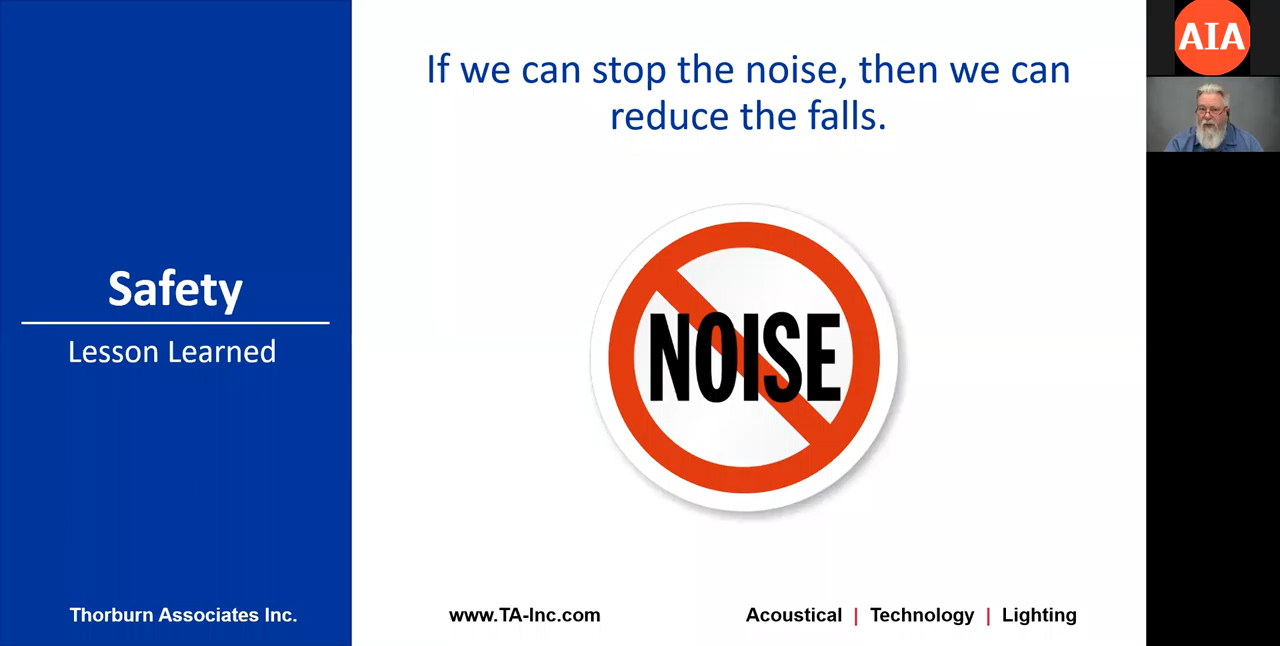 If we can stop the noise, then we can
reduce the falls.
AIA
Safety
Lesson Learned
NOISE
Thorburn Associates Inc.
www.TA-Inc.com
Acoustical | Technology | Lighting